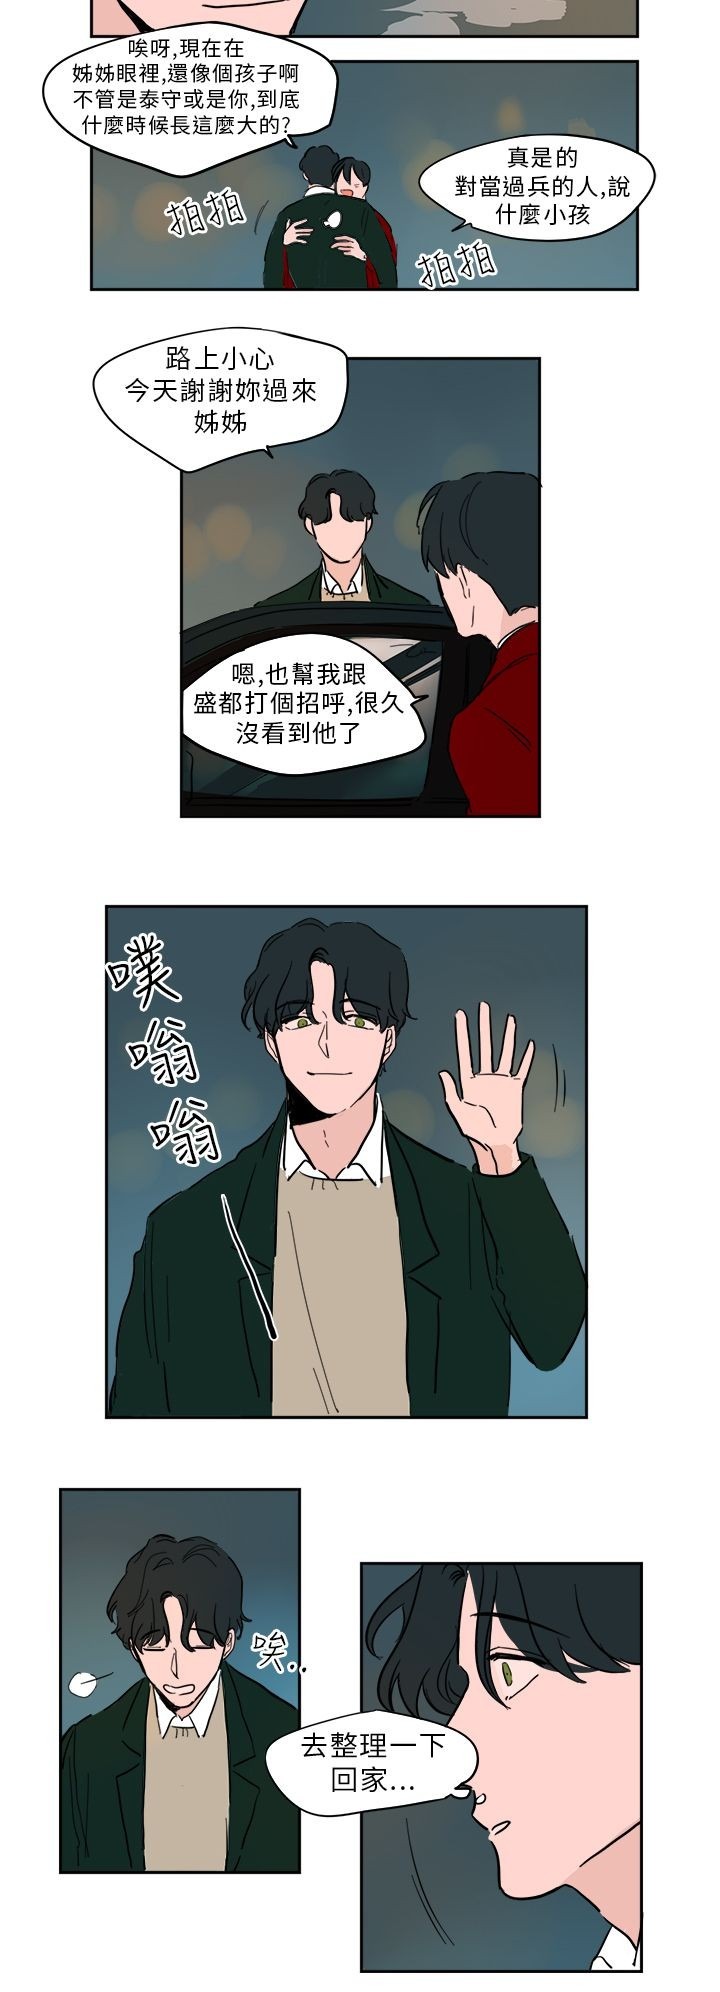 唉呀,現在在
姊姊眼裡,還像個孩子啊
不管是泰守或是你,到底
什麼時候長這麼大的?
真是的
對當過兵的人,說
什麼小孩
拍拍
拍拍
路上小心
今天謝謝妳過來
姊姊
嗯,也幫我跟
盛都打個招呼,很久
沒看到他了
噗
嗡
嗡
唉..
去整理一下
回家...